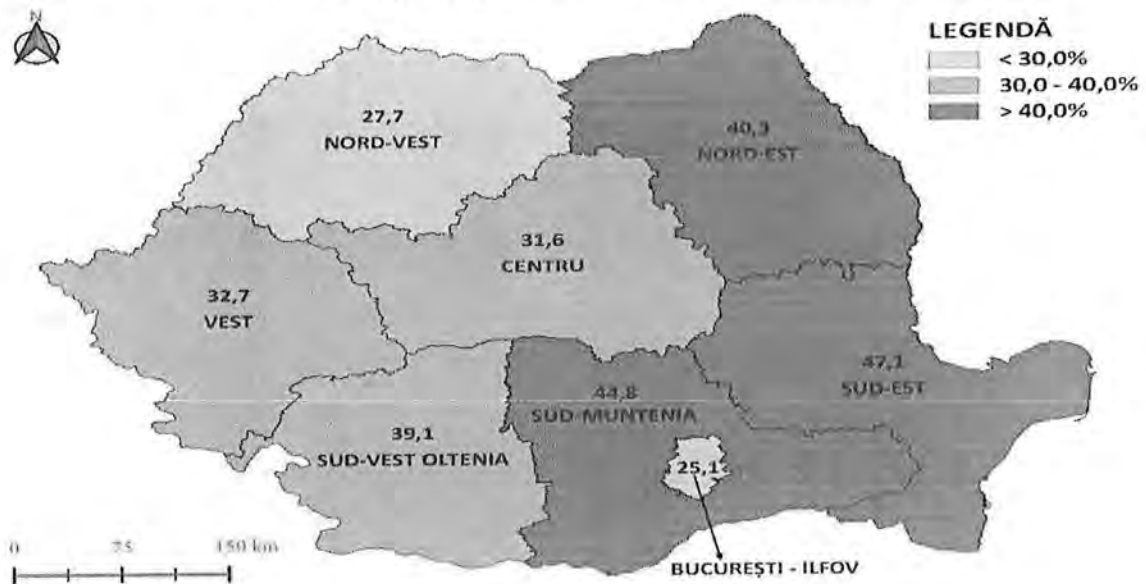 N
LEGENDĂ
< 30,0%
30,0 - 40,0%
> 40,0%
27,7
NORD-VEST
40,3
NORD-EST
31,6
CENTRU
32,7
VEST
47,1
SUD-EST
44,8
SUD-MUNTENIA
39,1
SUD-VEST OLTENIA
25,1
0 75 150 km
BUCUREȘTI - ILFOV